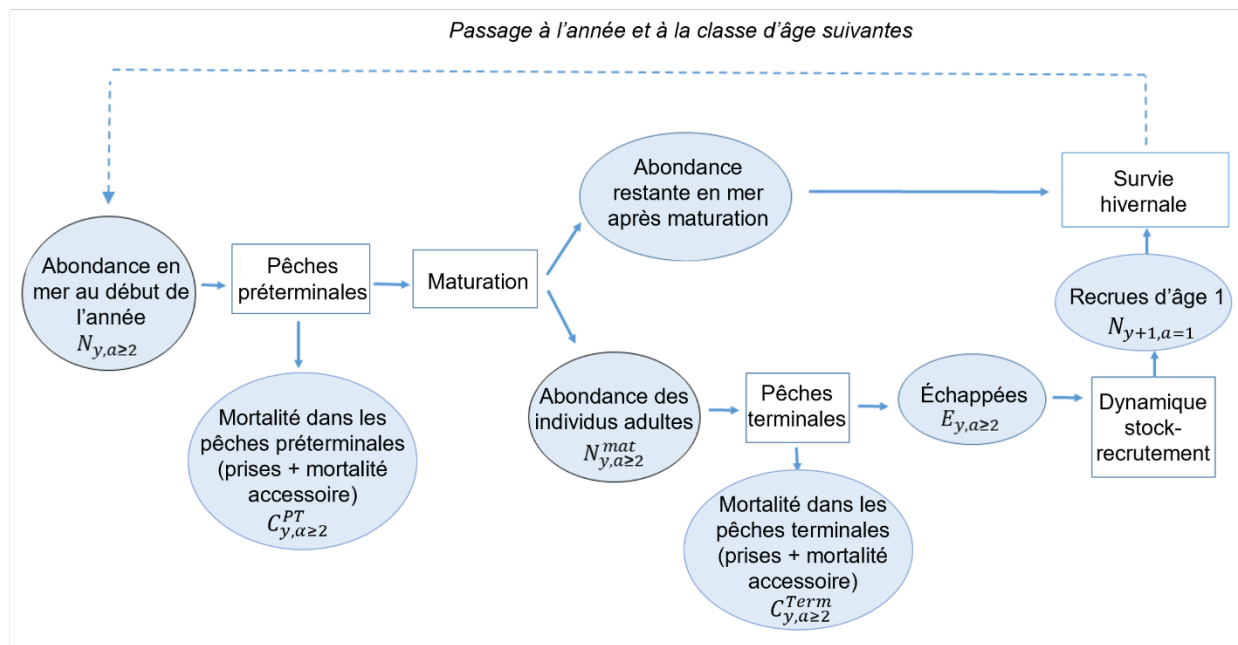 Passage à l'année et à la classe d'âge suivantes
Abondance en
mer au début de
l'année
N_{y,a≥2}
Pêches
préterminales
Mortalité dans les
pêches préterminales
(prises + mortalité
accessoire)
C_{y,a≥2}^{PT}
Maturation
Abondance
restante en mer
après maturation
Abondance des
individus adultes
N_{y,a≥2}^{mat}
Pêches
terminales
Mortalité dans les
pêches terminales
(prises + mortalité
accessoire)
C_{y,a≥2}^{Term}
Échappées
E_{y,a≥2}
Dynamique
stock-
recrutement
Recrues d'âge 1
N_{y+1,a=1}
Survie
hivernale